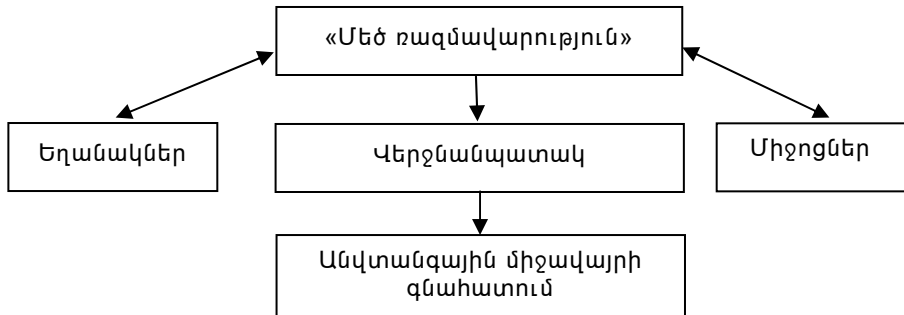 «Մեծ ռազմավարություն»
Եղանակներ
Վերջնանպատակ
Միջոցներ
Անվտանգային միջավայրի
գնահատում